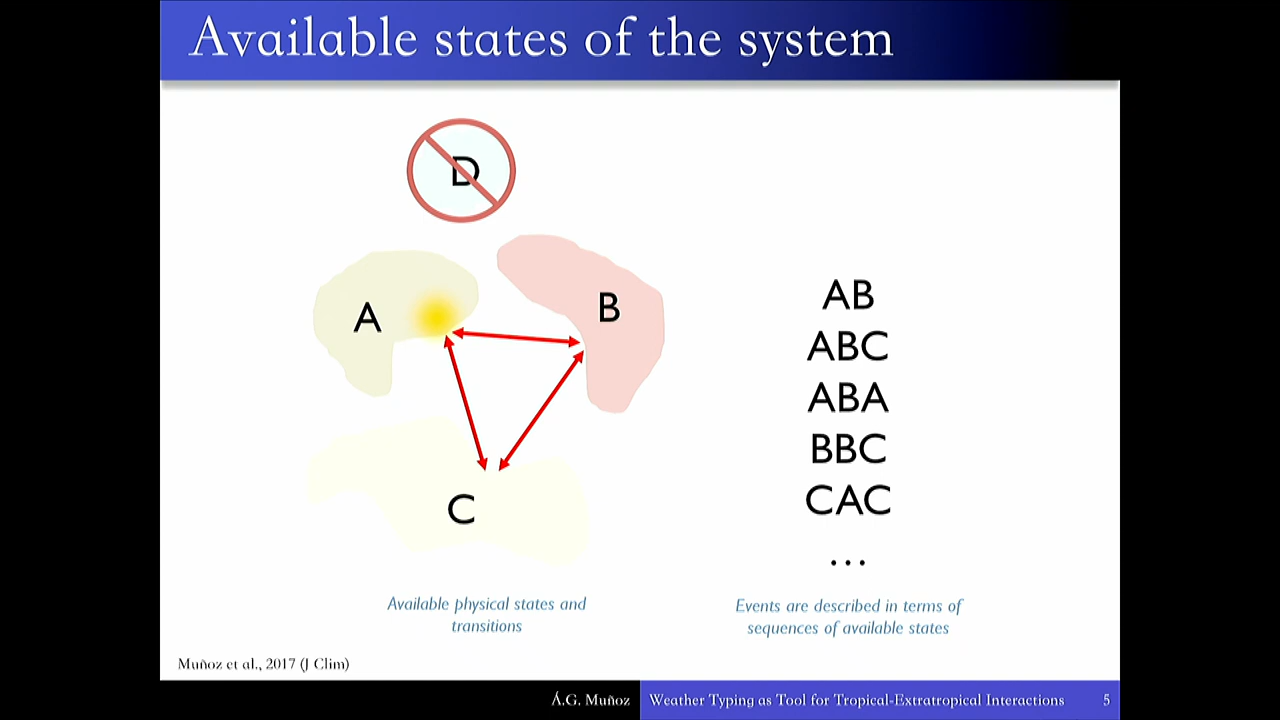 Available states of the system
D
A
B
C
AB
ABC
ABA
BBC
CAC
...
Available physical states and
transitions
Events are described in terms of
sequences of available states
Muñoz et al., 2017 (J Clim)
Á.G. Muñoz
Weather Typing as Tool for Tropical-Extratropical Interactions
5